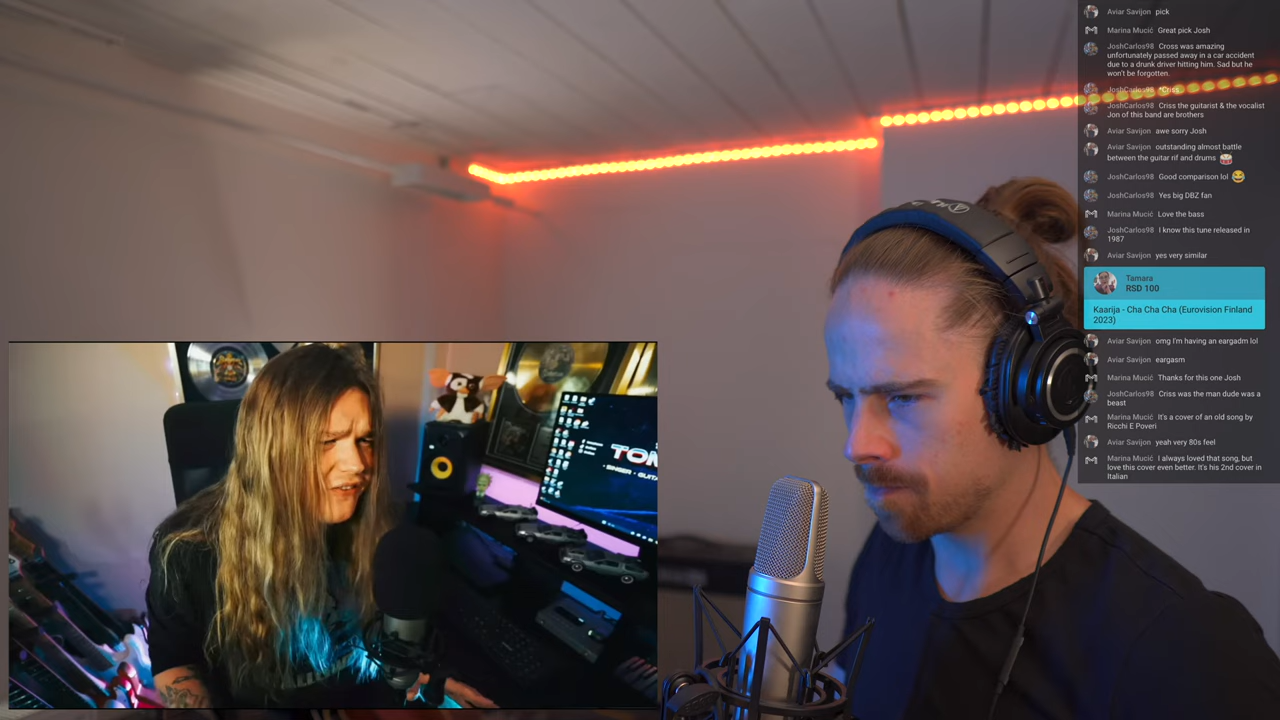 Aviar Savijon pick
Marina Mucić Great pick Josh
JoshCarlos98 Cross was amazing
unfortunately passed away in a car accident
due to a drunk driver hitting him. Sad but he
won't be forgotten.
JoshCarlos98 *Criss
JoshCarlos98 Criss the guitarist & the vocalist
Jon of this band are brothers
Aviar Savijon awe sorry Josh
Aviar Savijon outstanding almost battle
between the guitar rif and drums 🥁
JoshCarlos98 Good comparison lol 😂
JoshCarlos98 Yes big DBZ fan
Marina Mucić Love the bass
JoshCarlos98 I know this tune released in
1987
Aviar Savijon yes very similar
Tamara
RSD 100
Kaarija - Cha Cha Cha (Eurovision Finland
2023)
Aviar Savijon omg I'm having an eargadm lol
Aviar Savijon eargasm
Marina Mucić Thanks for this one Josh
JoshCarlos98 Criss was the man dude was a
beast
Marina Mucić It's a cover of an old song by
Ricchi E Poveri
Aviar Savijon yeah very 80s feel
Marina Mucić I always loved that song, but
love this cover even better. It's his 2nd cover in
Italian
TOM